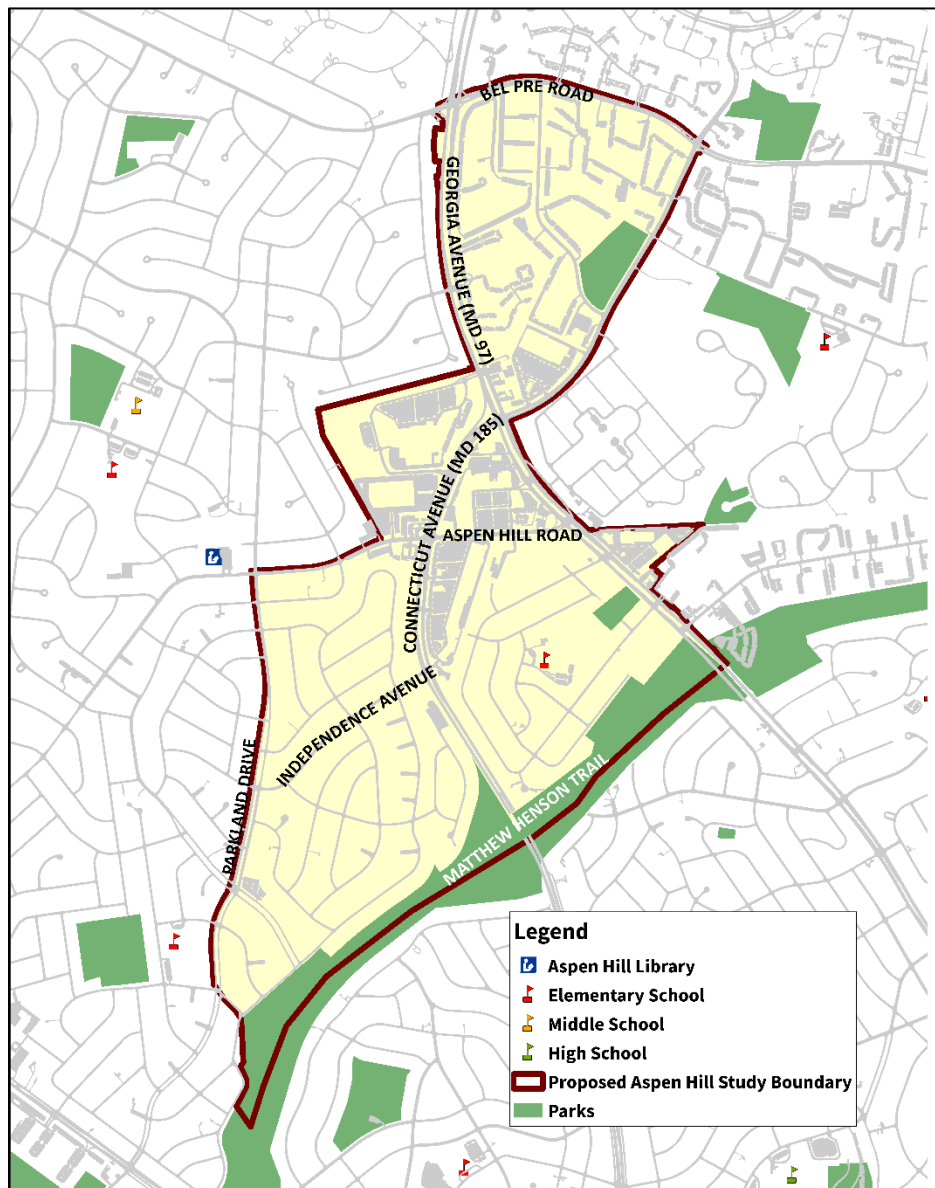 BEL PRE ROAD
GEORGIA AVENUE (MD 97)
CONNECTICUT AVENUE (MD 185)
ASPEN HILL ROAD
INDEPENDENCE AVENUE
PARKLAND DRIVE
MATTHEW HENSON TRAIL
Legend
Aspen Hill Library
Elementary School
Middle School
High School
Proposed Aspen Hill Study Boundary
Parks